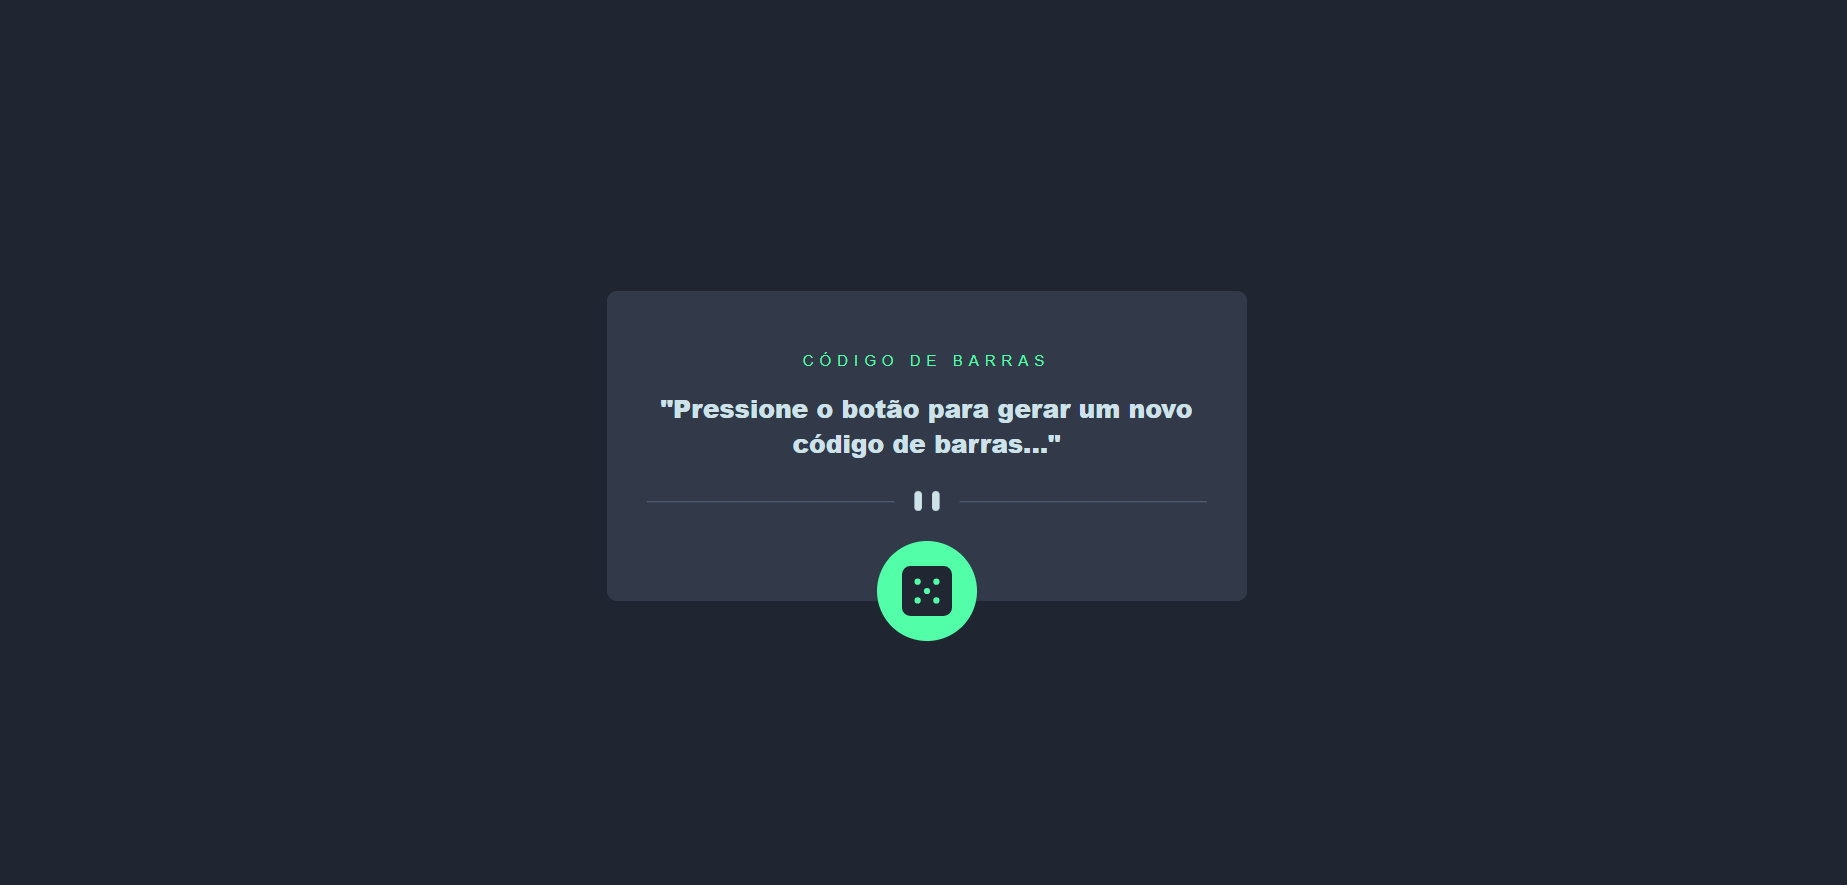 CÓDIGO DE BARRAS
"Pressione o botão para gerar um novo
código de barras..."